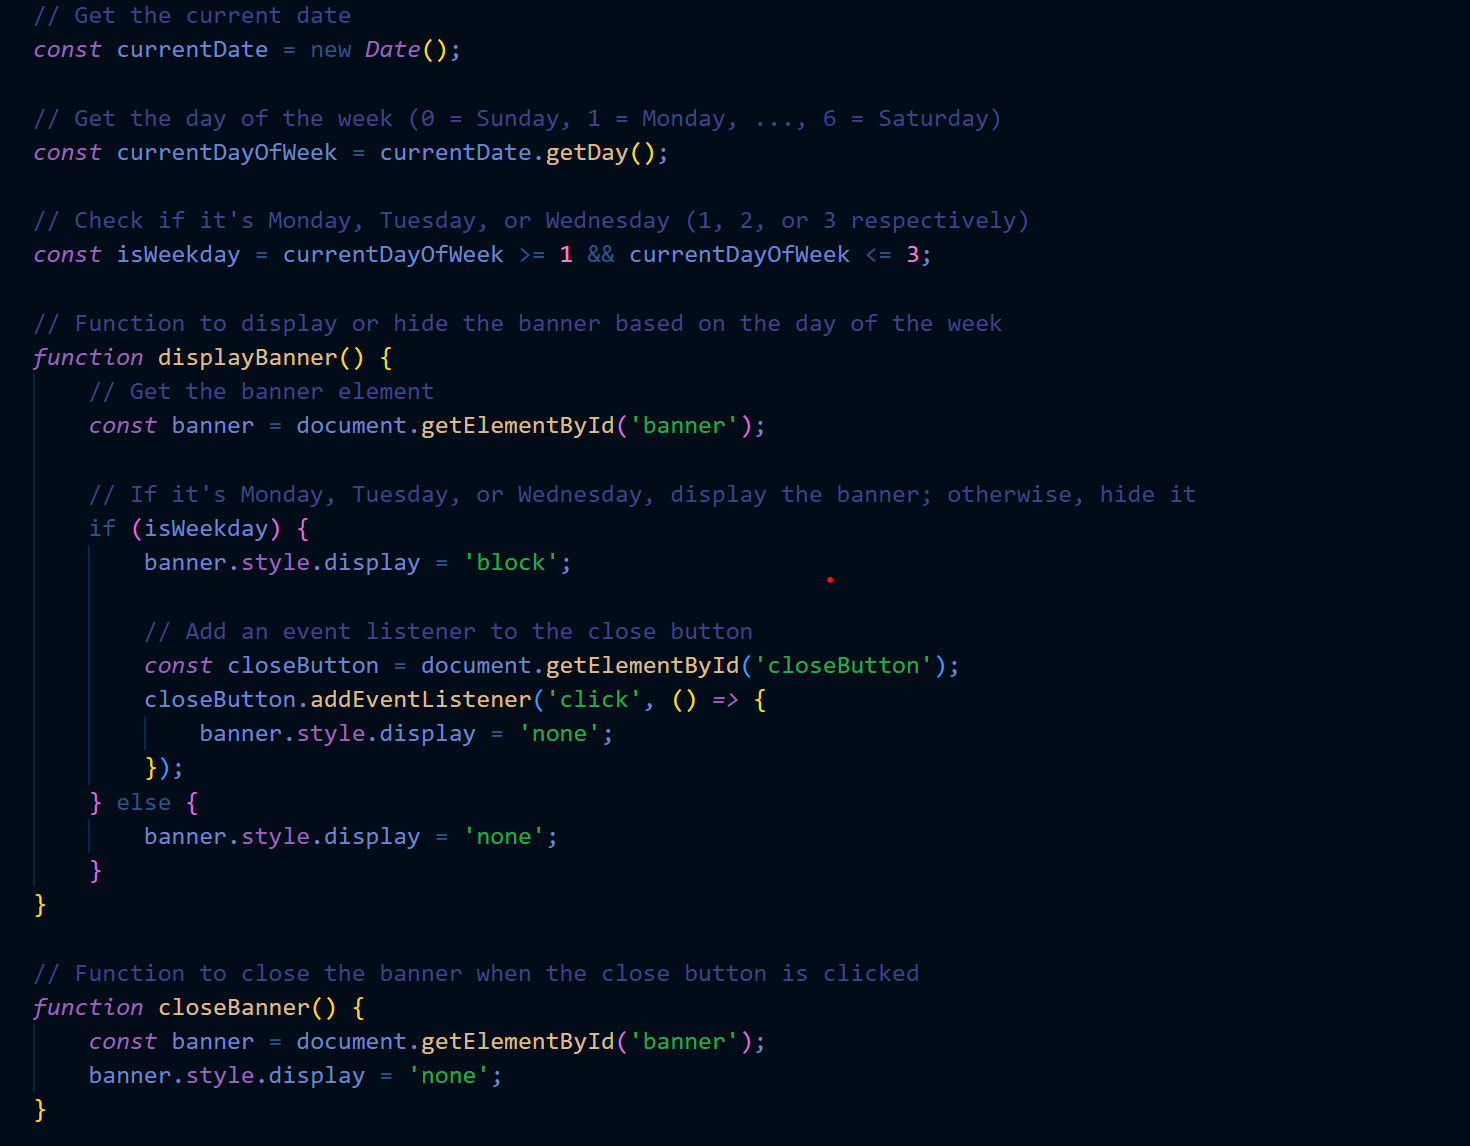 // Get the current date
const currentDate = new Date();
// Get the day of the week (0 = Sunday, 1 = Monday, ..., 6 = Saturday)
const currentDayOfWeek = currentDate.getDay();
// Check if it's Monday, Tuesday, or Wednesday (1, 2, or 3 respectively)
const isWeekday = currentDayOfWeek >= 1 && currentDayOfWeek <= 3;
// Function to display or hide the banner based on the day of the week
function displayBanner() {
    // Get the banner element
    const banner = document.getElementById('banner');
    // If it's Monday, Tuesday, or Wednesday, display the banner; otherwise, hide it
    if (isWeekday) {
        banner.style.display = 'block';
        // Add an event listener to the close button
        const closeButton = document.getElementById('closeButton');
        closeButton.addEventListener('click', () => {
            banner.style.display = 'none';
        });
    } else {
        banner.style.display = 'none';
    }
}
// Function to close the banner when the close button is clicked
function closeBanner() {
    const banner = document.getElementById('banner');
    banner.style.display = 'none';
}